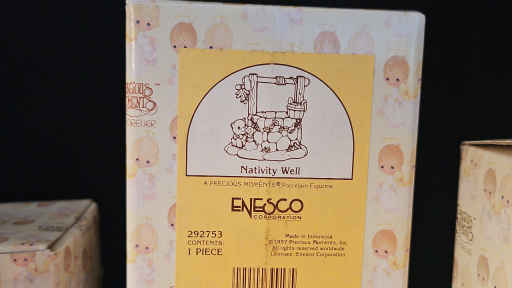 Nativity Well
A PRECIOUS MOMENTS® Porcelain Figurine
ENESCO
CORPORATION
292753
CONTENTS:
1 PIECE
Made in Indonesia
©1997 Precious Moments, Inc.
All rights reserved worldwide
Licensee: Enesco Corporation
FOREVER